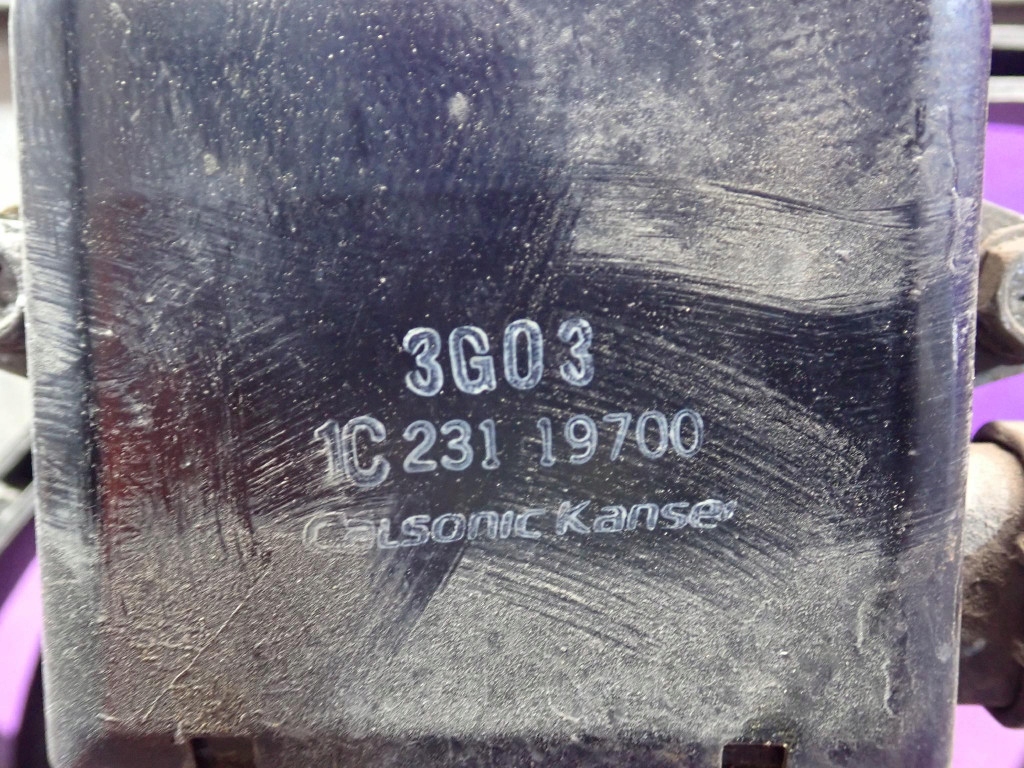 3G03
1C 231 19700
Calsonic Kansei